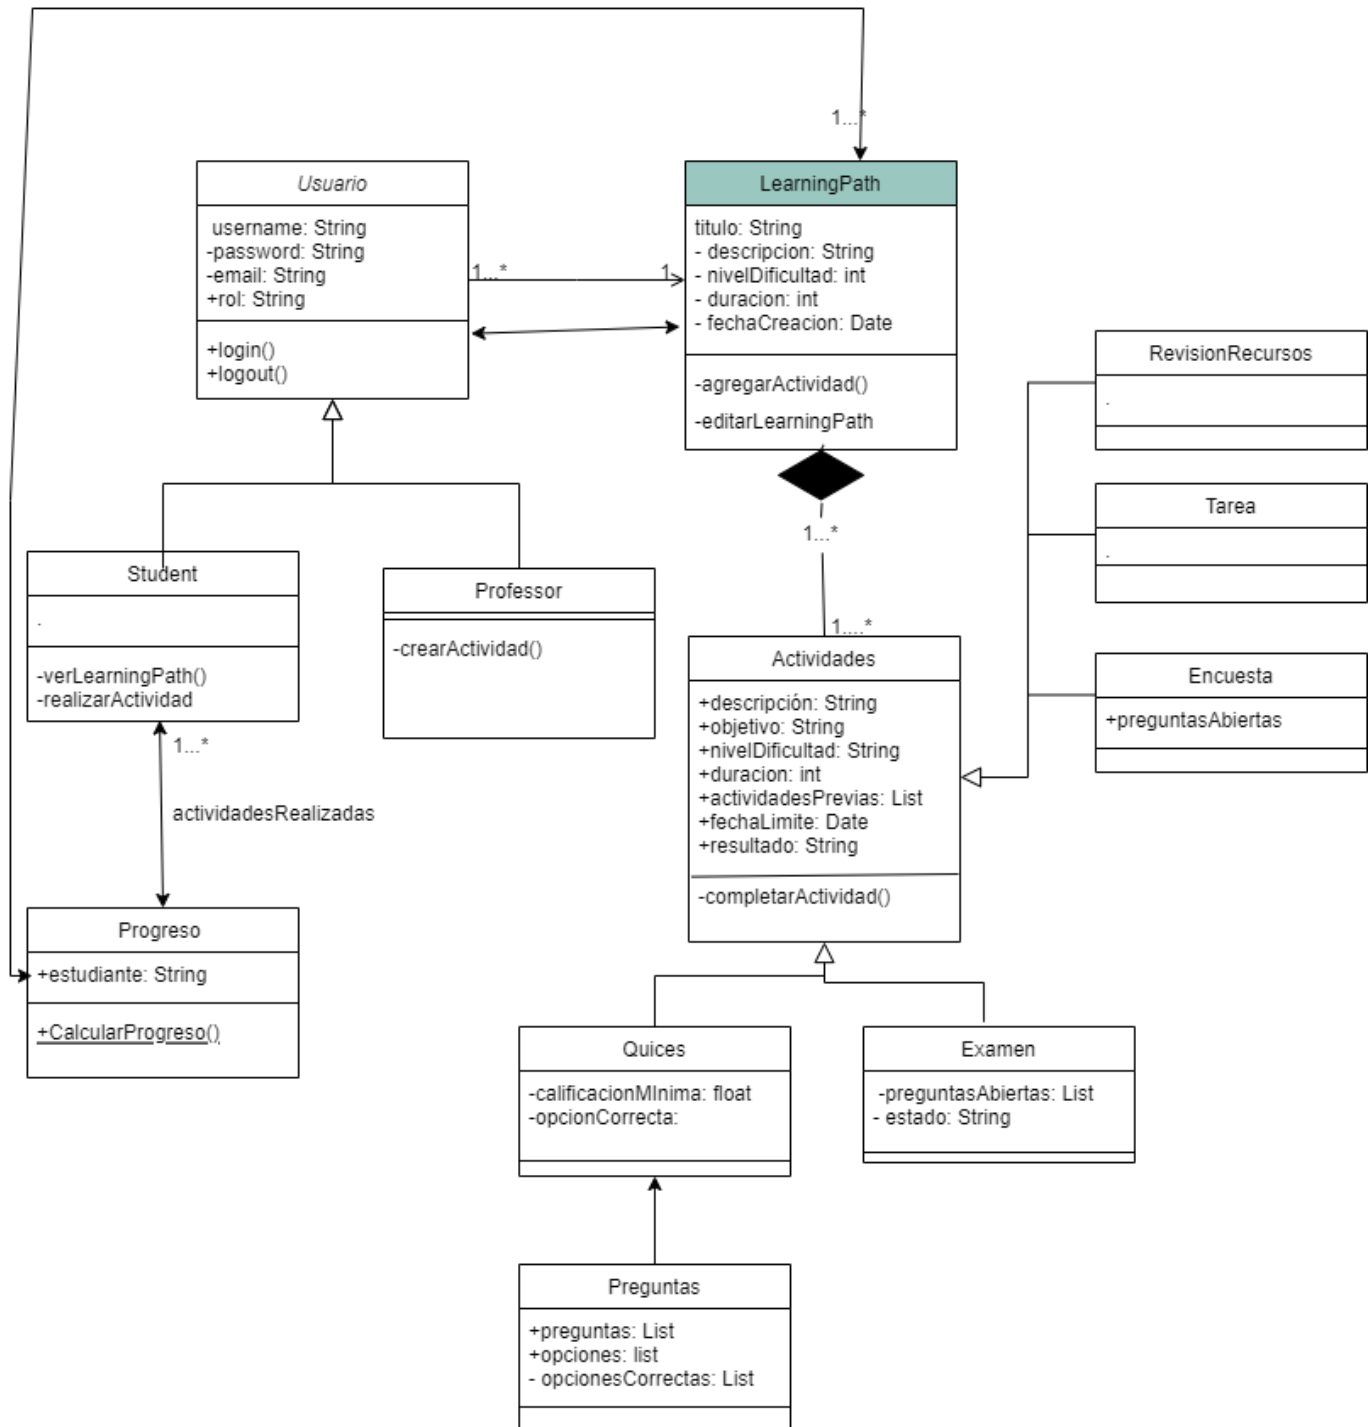 1...*
Usuario
username: String
-password: String
-email: String
+rol: String
+login()
+logout()
1...*
1
LearningPath
titulo: String
- descripcion: String
- nivelDificultad: int
- duracion: int
- fechaCreacion: Date
-agregarActividad()
-editarLearningPath
RevisionRecursos
.
Tarea
.
Encuesta
+preguntasAbiertas
1...*
1....*
Student
.
-verLearningPath()
-realizarActividad
Professor
-crearActividad()
Actividades
+descripción: String
+objetivo: String
+nivelDificultad: String
+duracion: int
+actividadesPrevias: List
+fechaLimite: Date
+resultado: String
-completarActividad()
1...*
actividadesRealizadas
Progreso
+estudiante: String
+CalcularProgreso()
Quices
-calificacionMInima: float
-opcionCorrecta:
Examen
-preguntasAbiertas: List
- estado: String
Preguntas
+preguntas: List
+opciones: list
- opcionesCorrectas: List